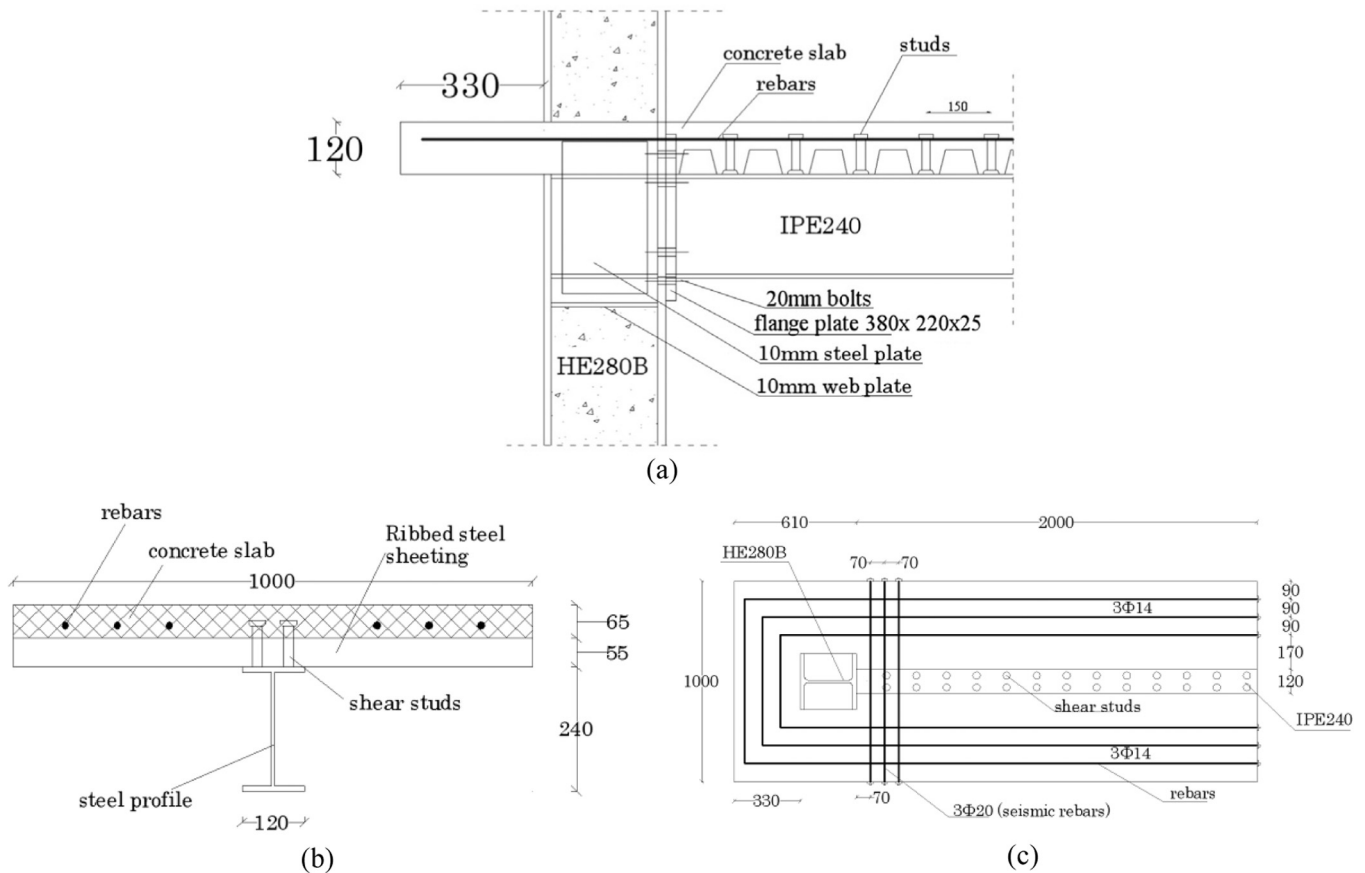 concrete slab
studs
rebars
330
150
120
IPE240
20mm bolts
flange plate 380x 220x25
10mm steel plate
HE280B
10mm web plate
(a)
rebars
concrete slab
Ribbed steel
sheeting
1000
65
55
shear studs
240
steel profile
120
(b)
610
2000
HE280B
70
70
90
3Φ14
90
90
170
1000
120
shear studs
IPE240
3Φ14
330
70
rebars
3Φ20 (seismic rebars)
(c)